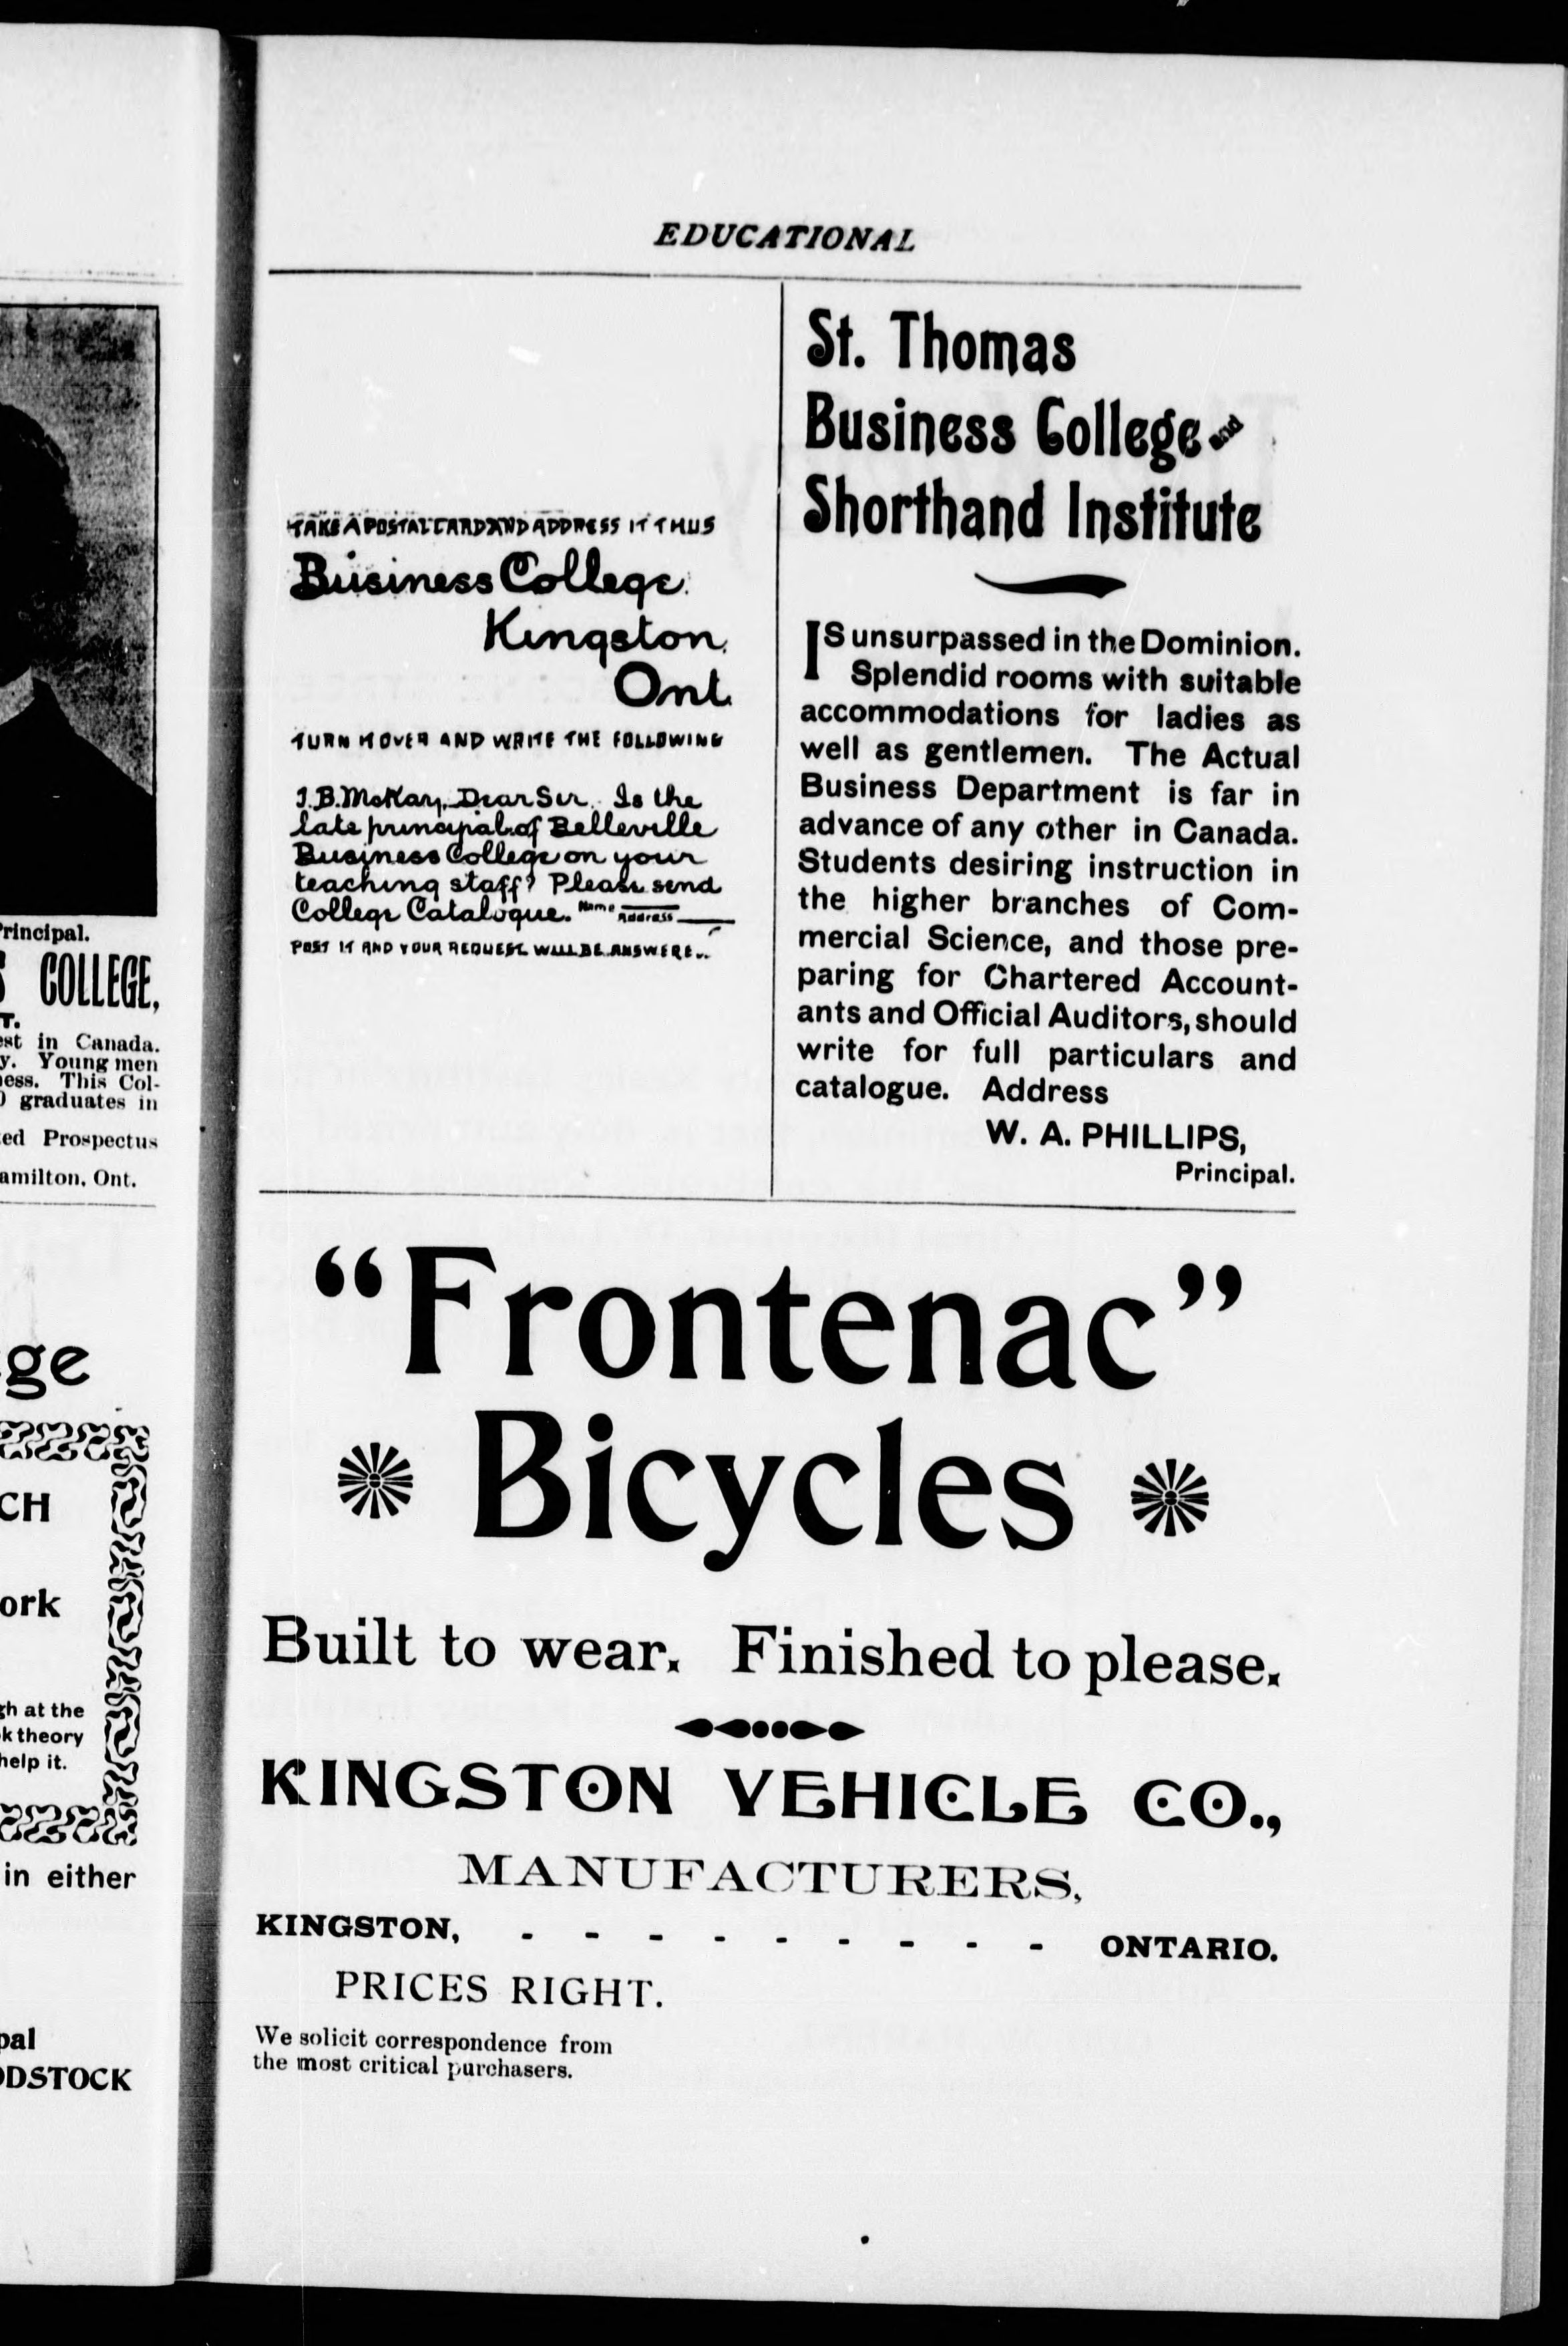 Principal.
COLLEGE,
T.
est in Canada.
y. Young men
ness. This Col-
0 graduates in
ted Prospectus
amilton, Ont.
ge
CH
ork
gh at the
k theory
help it.
in either
pal
ODSTOCK
EDUCATIONAL
TAKE A POSTAL CARD AND ADDRESS IT THUS
Business College
Kingston
Ont.
TURN IT OVER AND WRITE THE FOLLOWING
J.B. McKay, Dear Sir. Is the
late principal of Belleville
Business College on your
teaching staff? Please send
College Catalogue. Name
Address
POST IT AND YOUR REQUEST WILL BE
St. Thomas
Business College and
Shorthand Institute
IS unsurpassed in the Dominion.
Splendid rooms with suitable
accommodations for ladies as
well as gentlemen. The Actual
Business Department is far in
advance of any other in Canada.
Students desiring instruction in
the higher branches of Com-
mercial Science, and those pre-
paring for Chartered Account-
ants and Official Auditors, should
write for full particulars and
catalogue. Address
W. A. PHILLIPS,
Principal.
"Frontenac"
Bicycles
Built to wear. Finished to please.
KINGSTON VEHICLE CO.,
MANUFACTURERS,
KINGSTON, - - - - - - - - - ONTARIO.
PRICES RIGHT.
We solicit correspondence from
the most critical purchasers.